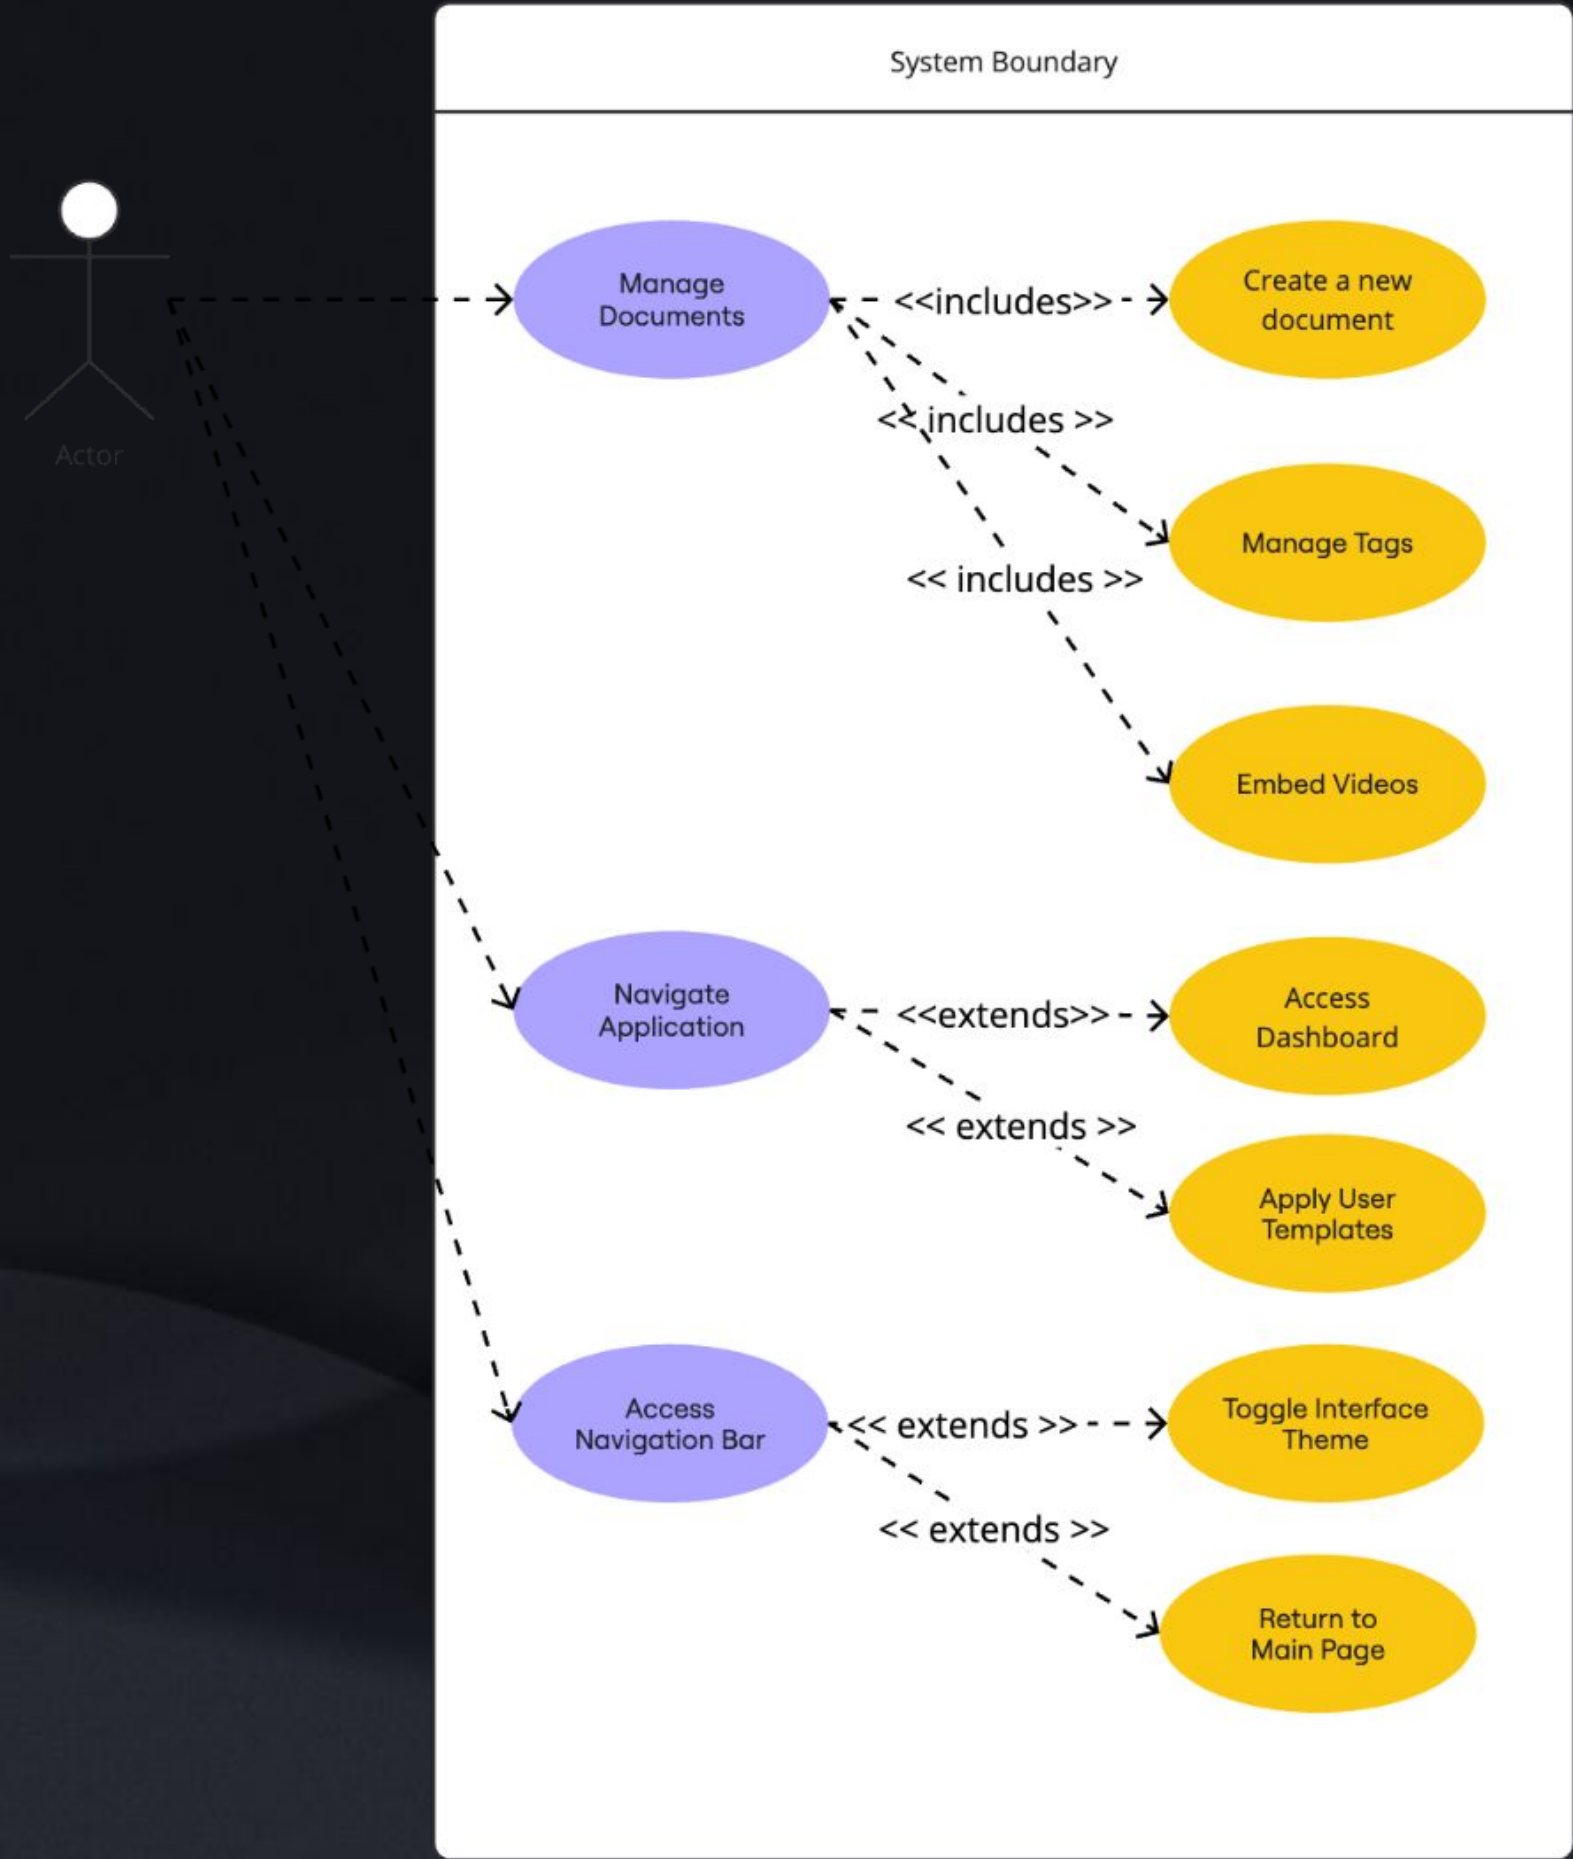 System Boundary
Actor
Manage
Documents
<<includes>>
Create a new
document
<< includes >>
Manage Tags
<< includes >>
Embed Videos
Navigate
Application
<<extends>>
Access
Dashboard
<< extends >>
Apply User
Templates
Access
Navigation Bar
<< extends >>
Toggle Interface
Theme
<< extends >>
Return to
Main Page